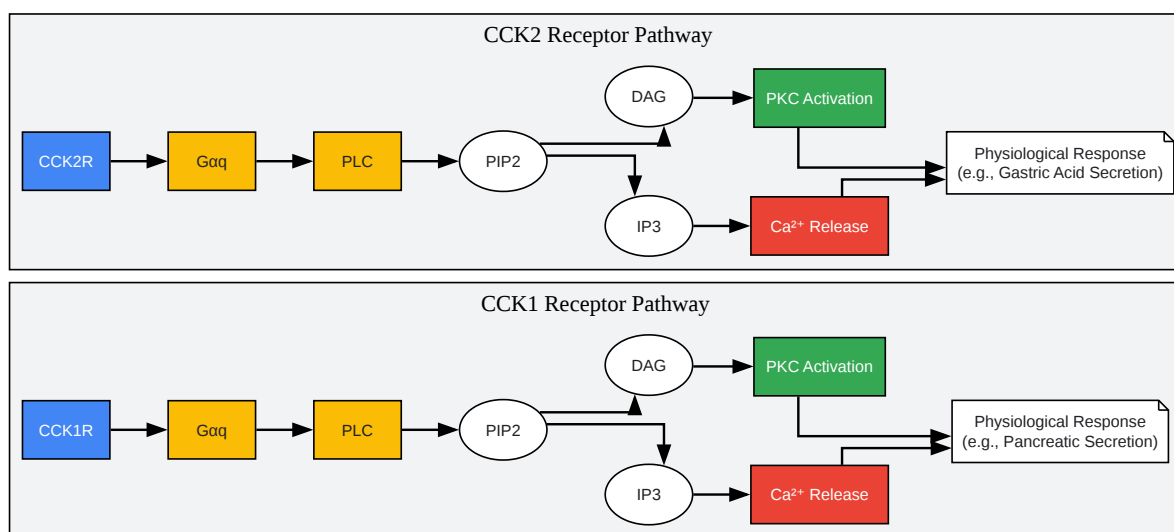 CCK2 Receptor Pathway
DAG
PKC Activation
CCK2R
Gαq
PLC
PIP2
Physiological Response
(e.g., Gastric Acid Secretion)
IP3
Ca²⁺ Release
CCK1 Receptor Pathway
DAG
PKC Activation
CCK1R
Gαq
PLC
PIP2
Physiological Response
(e.g., Pancreatic Secretion)
IP3
Ca²⁺ Release